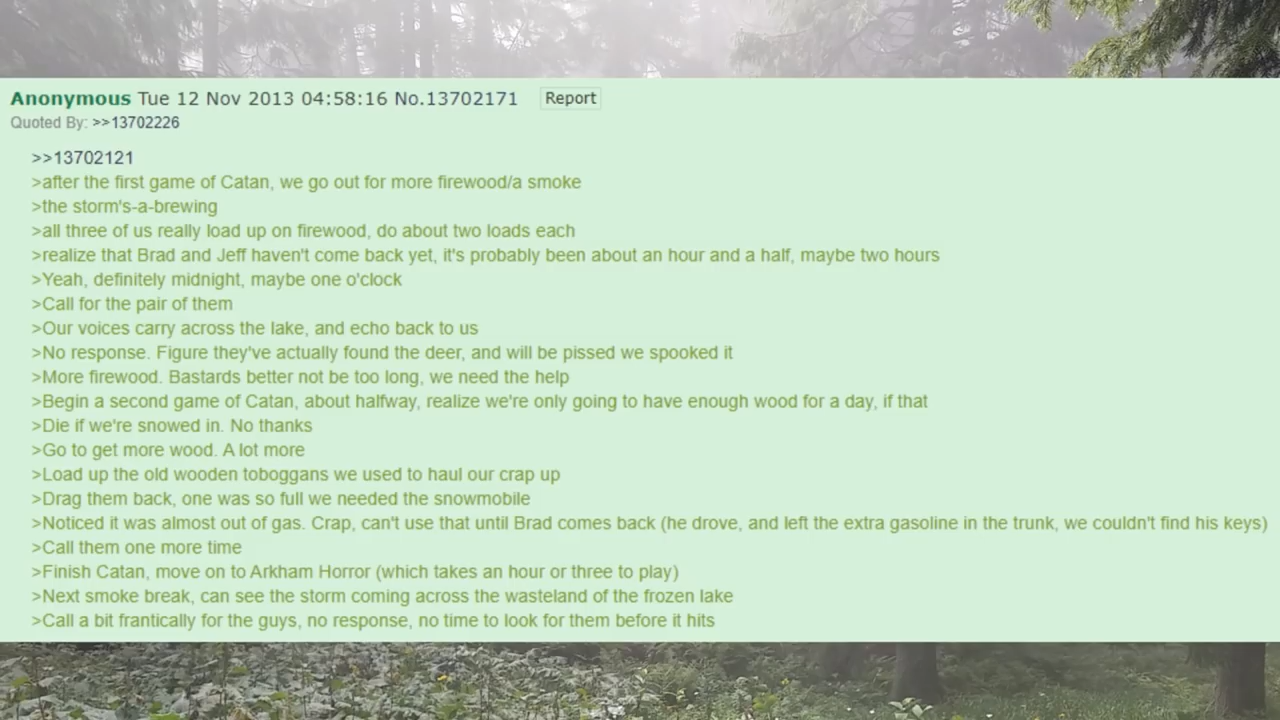 Anonymous Tue 12 Nov 2013 04:58:16 No.13702171 Report
Quoted By: >>13702226
>>13702121
>after the first game of Catan, we go out for more firewood/a smoke
>the storm's-a-brewing
>all three of us really load up on firewood, do about two loads each
>realize that Brad and Jeff haven't come back yet, it's probably been about an hour and a half, maybe two hours
>Yeah, definitely midnight, maybe one o'clock
>Call for the pair of them
>Our voices carry across the lake, and echo back to us
>No response. Figure they've actually found the deer, and will be pissed we spooked it
>More firewood. Bastards better not be too long, we need the help
>Begin a second game of Catan, about halfway, realize we're only going to have enough wood for a day, if that
>Die if we're snowed in. No thanks
>Go to get more wood. A lot more
>Load up the old wooden toboggans we used to haul our crap up
>Drag them back, one was so full we needed the snowmobile
>Noticed it was almost out of gas. Crap, can't use that until Brad comes back (he drove, and left the extra gasoline in the trunk, we couldn't find his keys)
>Call them one more time
>Finish Catan, move on to Arkham Horror (which takes an hour or three to play)
>Next smoke break, can see the storm coming across the wasteland of the frozen lake
>Call a bit frantically for the guys, no response, no time to look for them before it hits